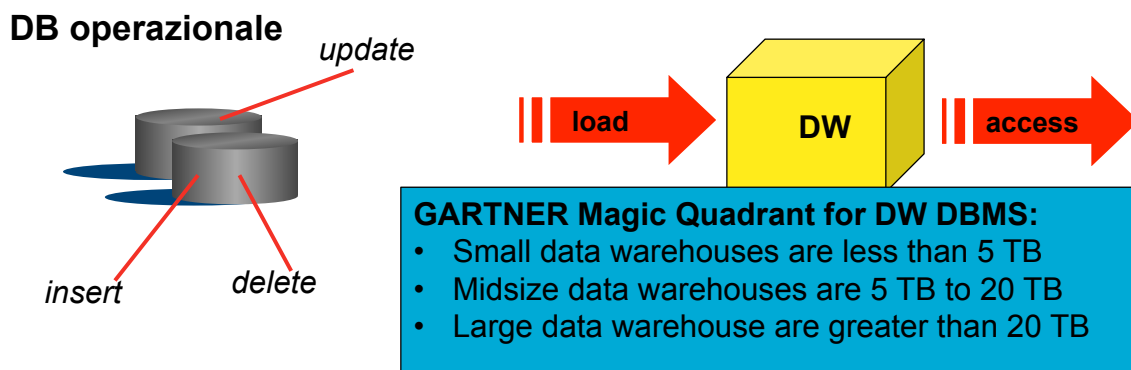 DB operazionale
update
insert
delete
load
DW
access
GARTNER Magic Quadrant for DW DBMS:
• Small data warehouses are less than 5 TB
• Midsize data warehouses are 5 TB to 20 TB
• Large data warehouse are greater than 20 TB